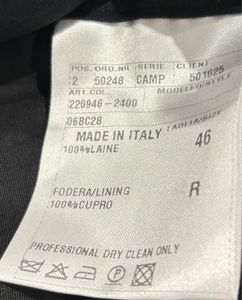 POS.ORD.NR SERIE CLIENT
2 50248 CAMP 501025
ART.COL. MODELLO/STYLE
220946-2400
06BC28
MADE IN ITALY TAGLIA/SIZE
100%LAINE 46
FODERA/LINING R
100%CUPRO
PROFESSIONAL DRY CLEAN ONLY
P